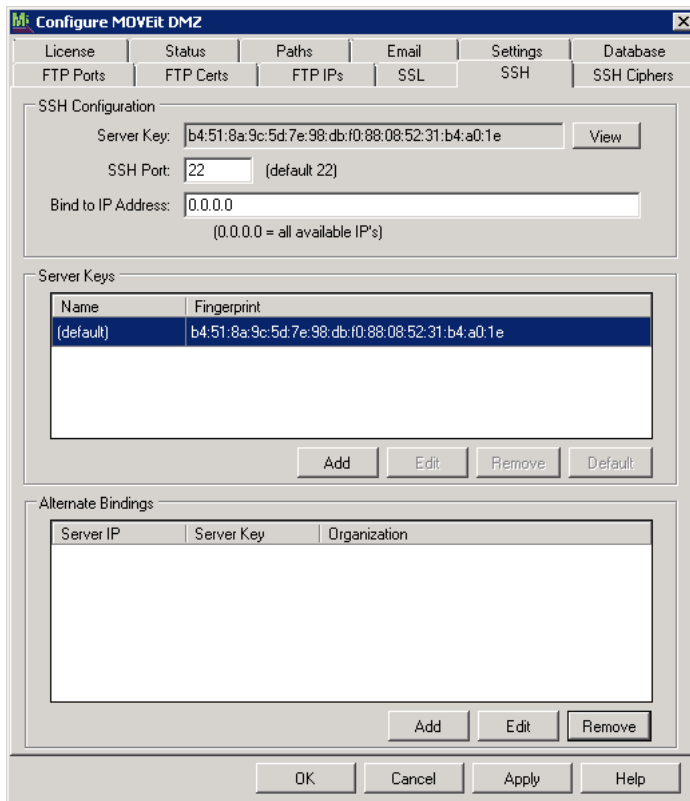 Configure MOVEit DMZ
License Status Paths Email Settings Database
FTP Ports FTP Certs FTP IPs SSL SSH SSH Ciphers
SSH Configuration
Server Key: b4:51:8a:9c:5d:7e:98:db:f0:88:08:52:31:b4:a0:1e View
SSH Port: 22 (default 22)
Bind to IP Address: 0.0.0.0
(0.0.0.0 = all available IP's)
Server Keys
Name Fingerprint
(default) b4:51:8a:9c:5d:7e:98:db:f0:88:08:52:31:b4:a0:1e
Add Edit Remove Default
Alternate Bindings
Server IP Server Key Organization
Add Edit Remove
OK Cancel Apply Help